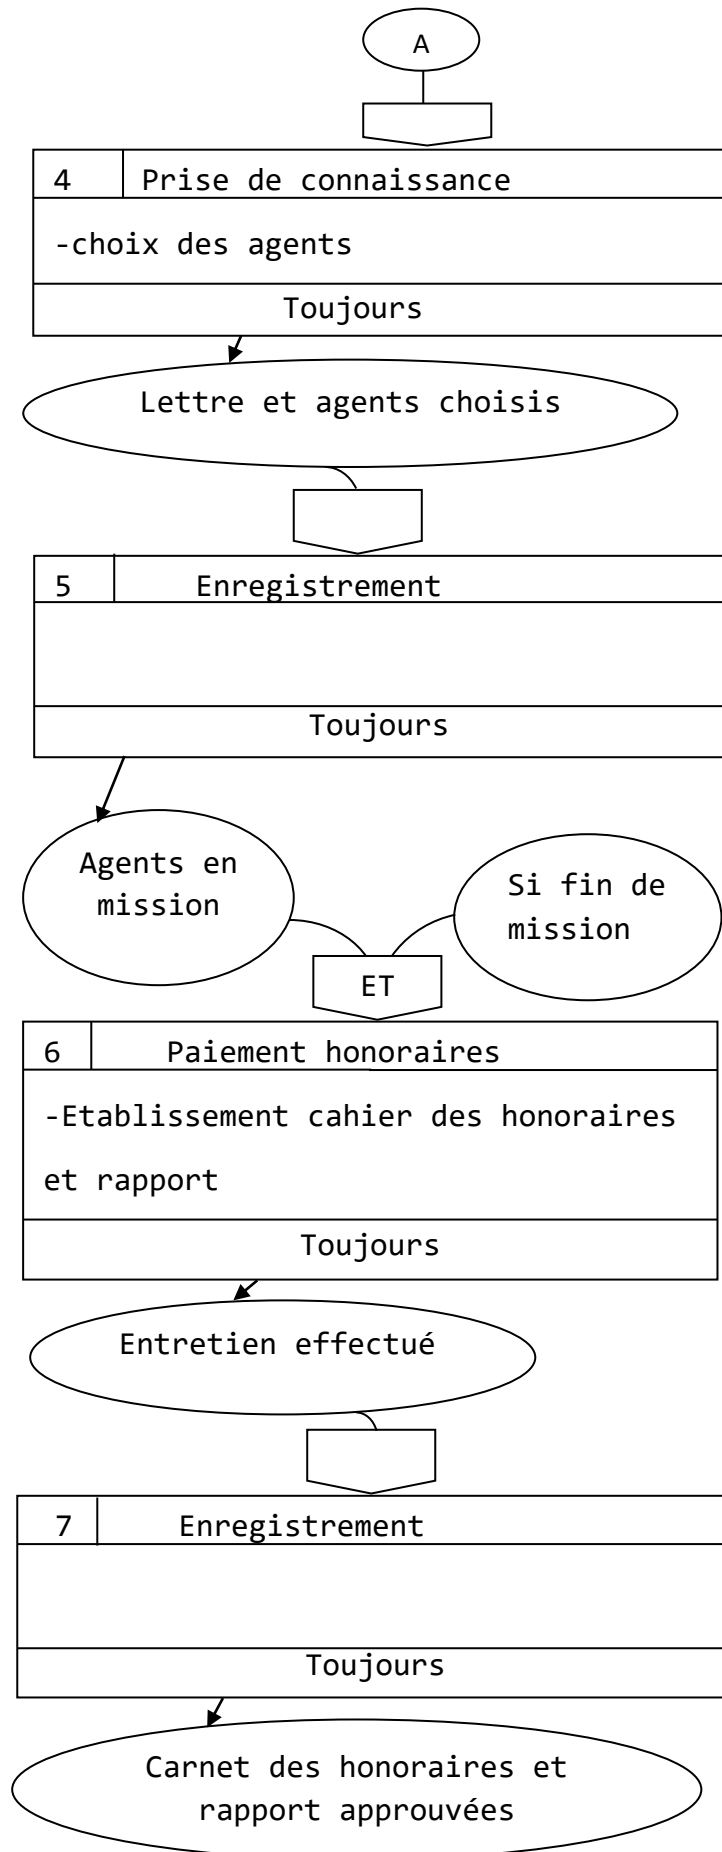 A
4 Prise de connaissance
-choix des agents
Toujours
Lettre et agents choisis
5 Enregistrement
Toujours
Agents en
mission
Si fin de
mission
ET
6 Paiement honoraires
-Etablissement cahier des honoraires
et rapport
Toujours
Entretien effectué
7 Enregistrement
Toujours
Carnet des honoraires et
rapport approuvées